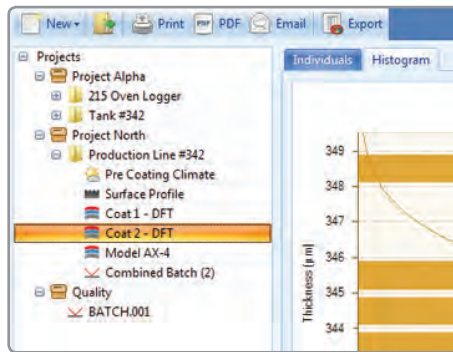 New Print PDF Email Export
Projects
Project Alpha
215 Oven Logger
Tank #342
Project North
Production Line #342
Pre Coating Climate
Surface Profile
Coat 1 - DFT
Coat 2 - DFT
Model AX-4
Combined Batch (2)
Quality
BATCH.001
Individuals Histogram
349
348
347
346
345
344
Thickness (µm)